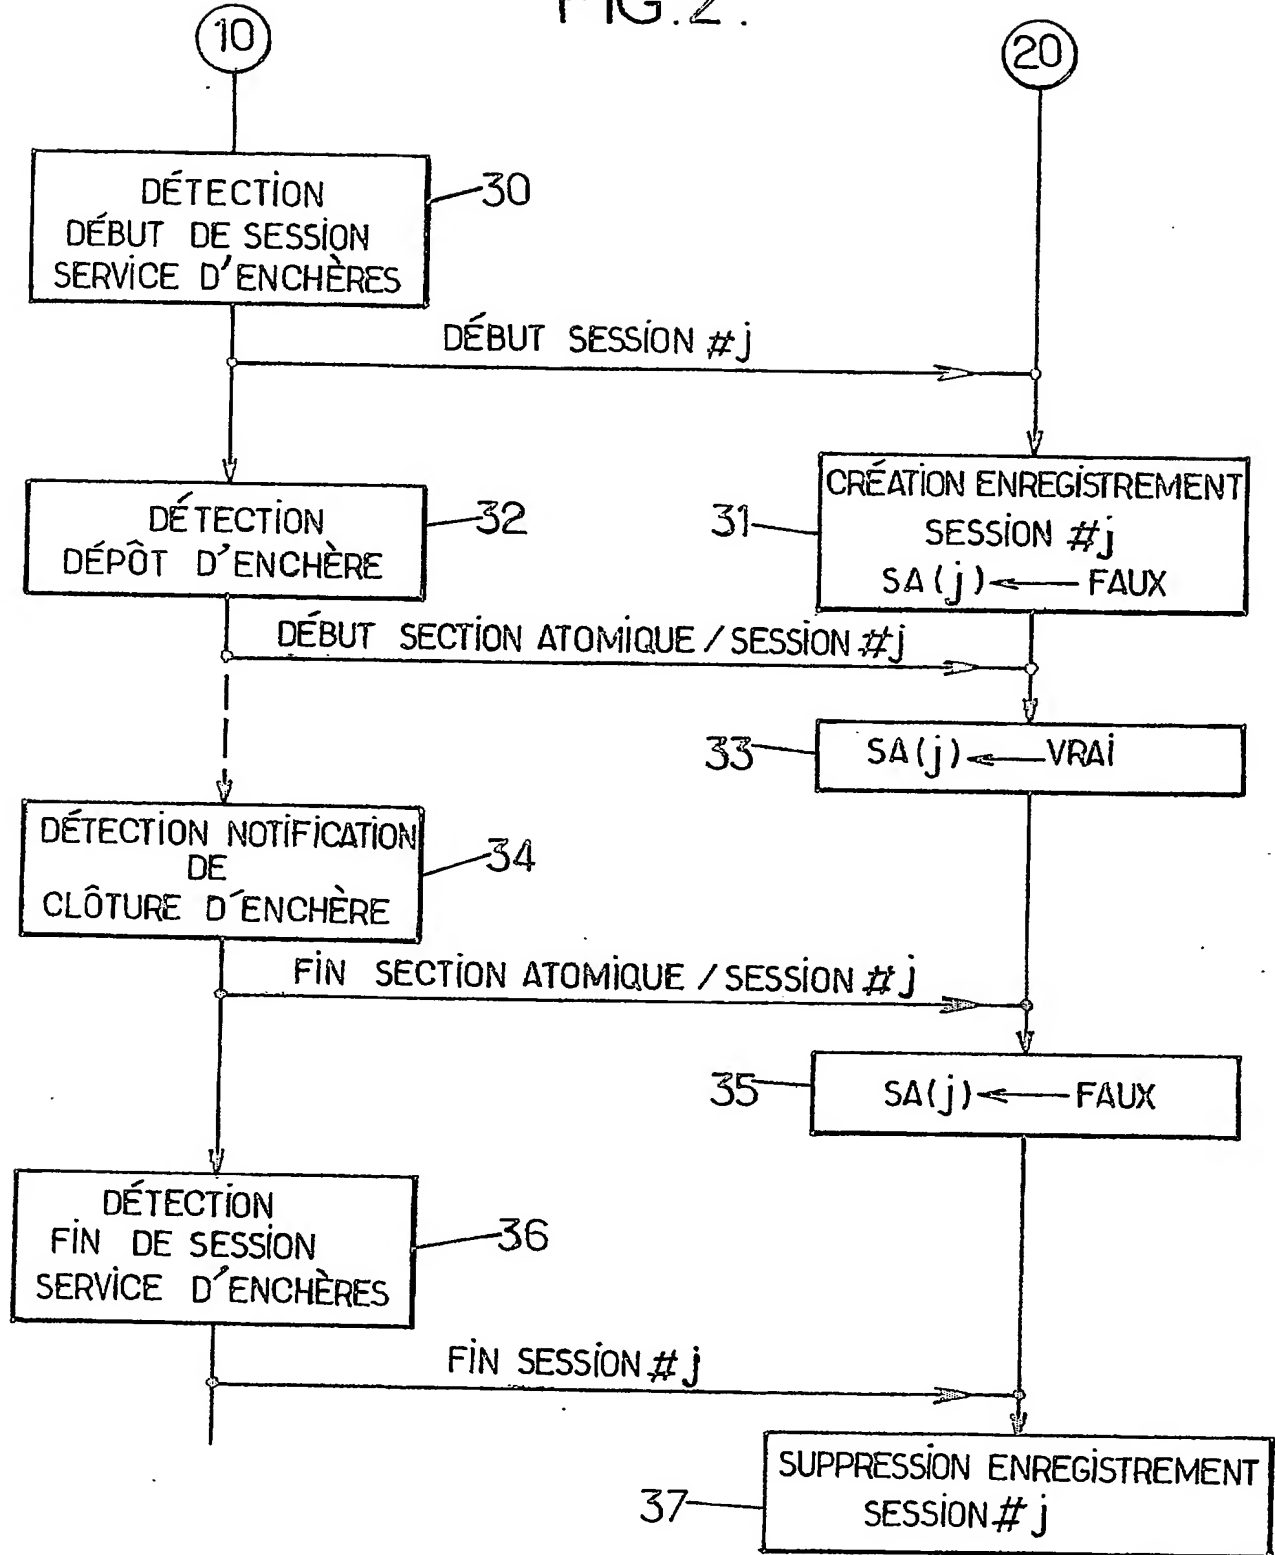 FIG.2.
10
20
DÉTECTION
DÉBUT DE SESSION
SERVICE D'ENCHÈRES
30
DÉBUT SESSION #j
DÉTECTION
DÉPÔT D'ENCHÈRE
32
31
CRÉATION ENREGISTREMENT
SESSION #j
SA(j) ← FAUX
DÉBUT SECTION ATOMIQUE / SESSION #j
33
SA(j) ← VRAI
DÉTECTION NOTIFICATION
DE
CLÔTURE D'ENCHÈRE
34
FIN SECTION ATOMIQUE / SESSION #j
35
SA(j) ← FAUX
DÉTECTION
FIN DE SESSION
SERVICE D'ENCHÈRES
36
FIN SESSION #j
37
SUPPRESSION ENREGISTREMENT
SESSION #j